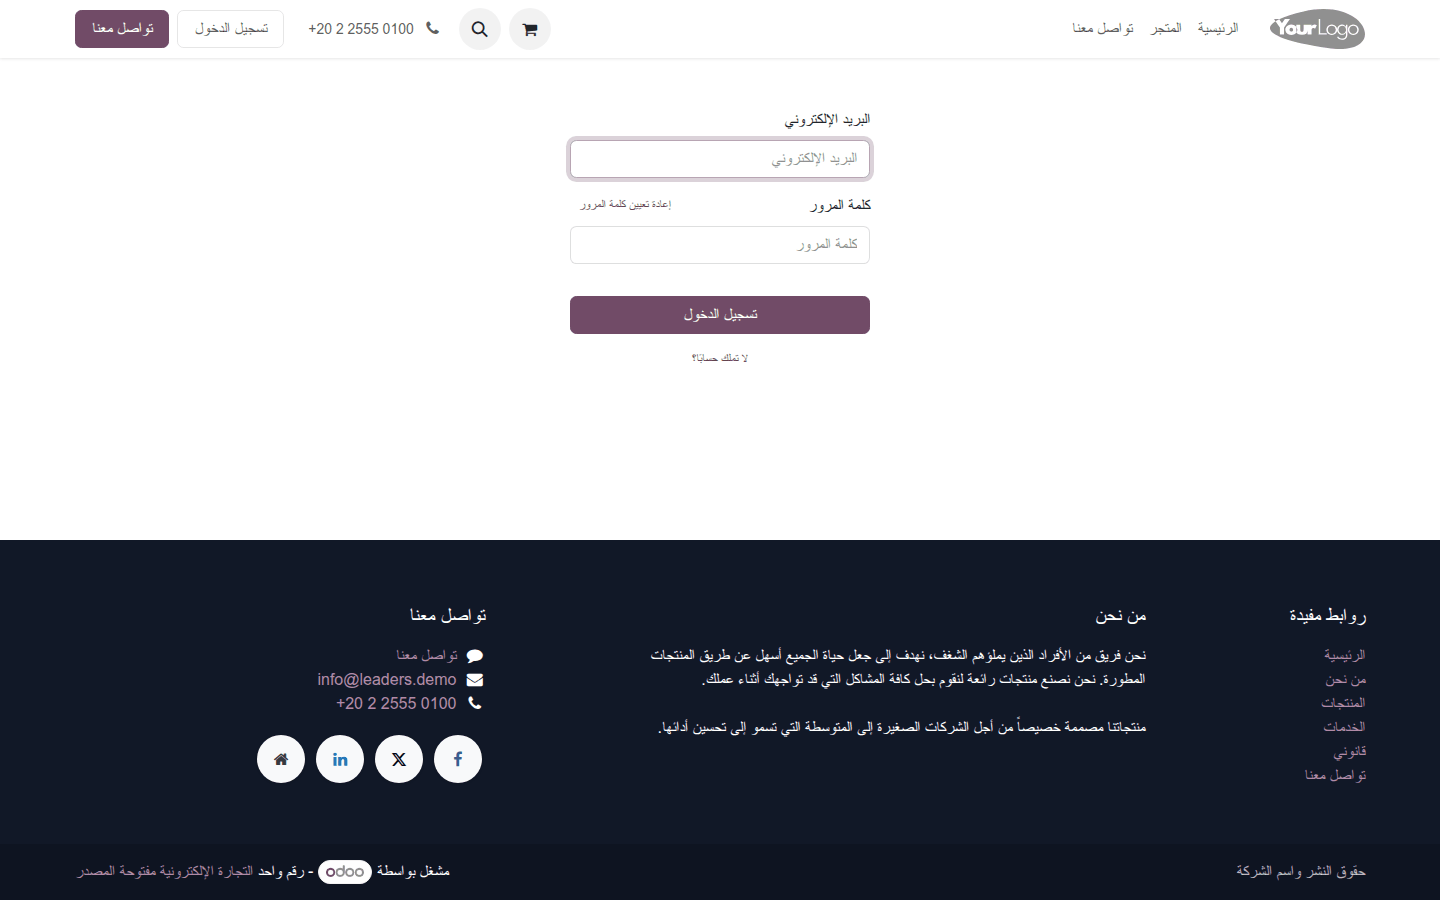 YourLogo
الرئيسية
المتجر
تواصل معنا
+20 2 2555 0100
تسجيل الدخول
تواصل معنا
البريد الإلكتروني
البريد الإلكتروني
كلمة المرور
إعادة تعيين كلمة المرور
كلمة المرور
تسجيل الدخول
لا تملك حسابًا؟
روابط مفيدة
الرئيسية
من نحن
المنتجات
الخدمات
قانوني
تواصل معنا
من نحن
نحن فريق من الأفراد الذين يملؤهم الشغف، نهدف إلى جعل حياة الجميع أسهل عن طريق المنتجات
المطورة. نحن نصنع منتجات رائعة لنقوم بحل كافة المشاكل التي قد تواجهك أثناء عملك.
منتجاتنا مصممة خصيصاً من أجل الشركات الصغيرة إلى المتوسطة التي تسمو إلى تحسين أدائها.
تواصل معنا
تواصل معنا
info@leaders.demo
+20 2 2555 0100
حقوق النشر واسم الشركة
مشغل بواسطة odoo - رقم واحد التجارة الإلكترونية مفتوحة المصدر